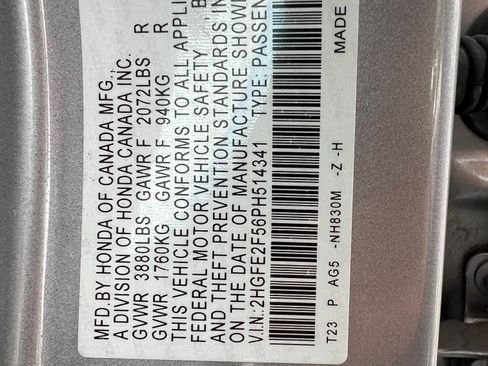 MFD. BY HONDA OF CANADA MFG.,
A DIVISION OF HONDA CANADA INC.
GVWR 3880LBS GAWR F 2072LBS R
GVWR 1760KG GAWR F 940KG R
THIS VEHICLE CONFORMS TO ALL APPLI
FEDERAL MOTOR VEHICLE SAFETY, B
AND THEFT PREVENTION STANDARDS, IN
ON THE DATE OF MANUFACTURE SHOWN
V.I.N.: 2HGFE2F56PH514341 TYPE: PASSEN
T23 P AG5 -NH830M -Z -H MADE